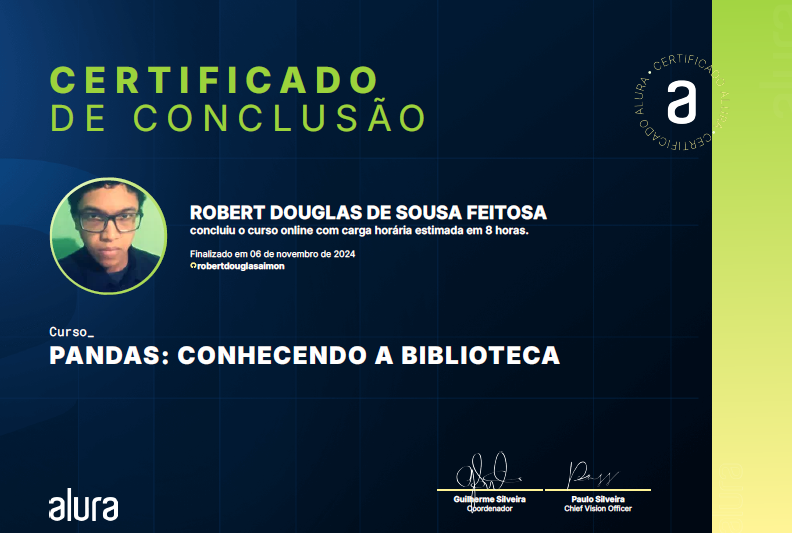 CERTIFICADO
DE CONCLUSÃO
CERTIFICADO ALURA • CERTIFICADO ALURA •
a
ROBERT DOUGLAS DE SOUSA FEITOSA
concluiu o curso online com carga horária estimada em 8 horas.
Finalizado em 06 de novembro de 2024
robertdouglasaimon
Curso_
PANDAS: CONHECENDO A BIBLIOTECA
alura
Guilherme Silveira
Coordenador
Paulo Silveira
Chief Vision Officer